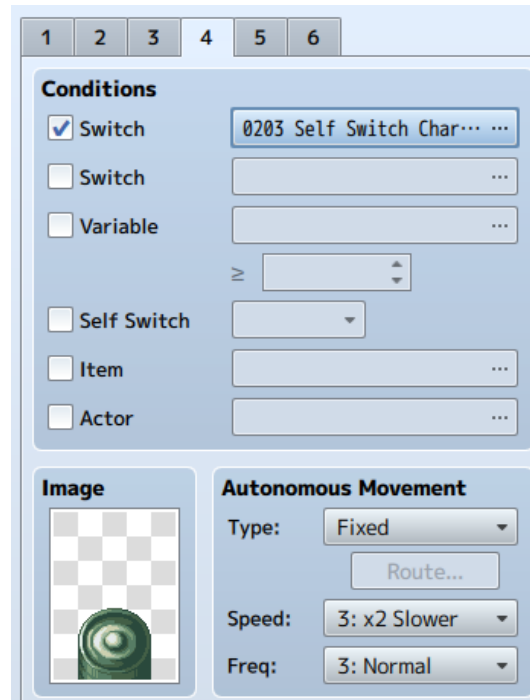 1 2 3 4 5 6
Conditions
Switch 0203 Self Switch Char⋯ ⋯
Switch ⋯
Variable ⋯
≥
Self Switch
Item ⋯
Actor ⋯
Image
Autonomous Movement
Type: Fixed
Route...
Speed: 3: x2 Slower
Freq: 3: Normal